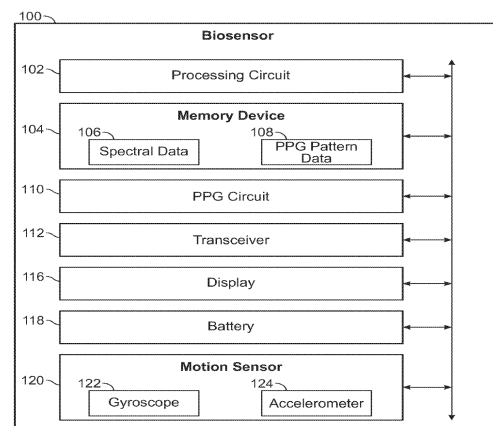 100
Biosensor
102
Processing Circuit
Memory Device
104
106
108
Spectral Data
PPG Pattern
Data
110
PPG Circuit
112
Transceiver
116
Display
118
Battery
Motion Sensor
120
122
124
Gyroscope
Accelerometer